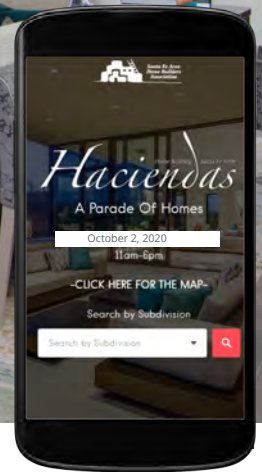 Santa Fe Area
Home Builders
Association
Haciendas
A Parade Of Homes
October 2, 2020
11am-6pm
-CLICK HERE FOR THE MAP-
Search by Subdivision
Search by Subdivision